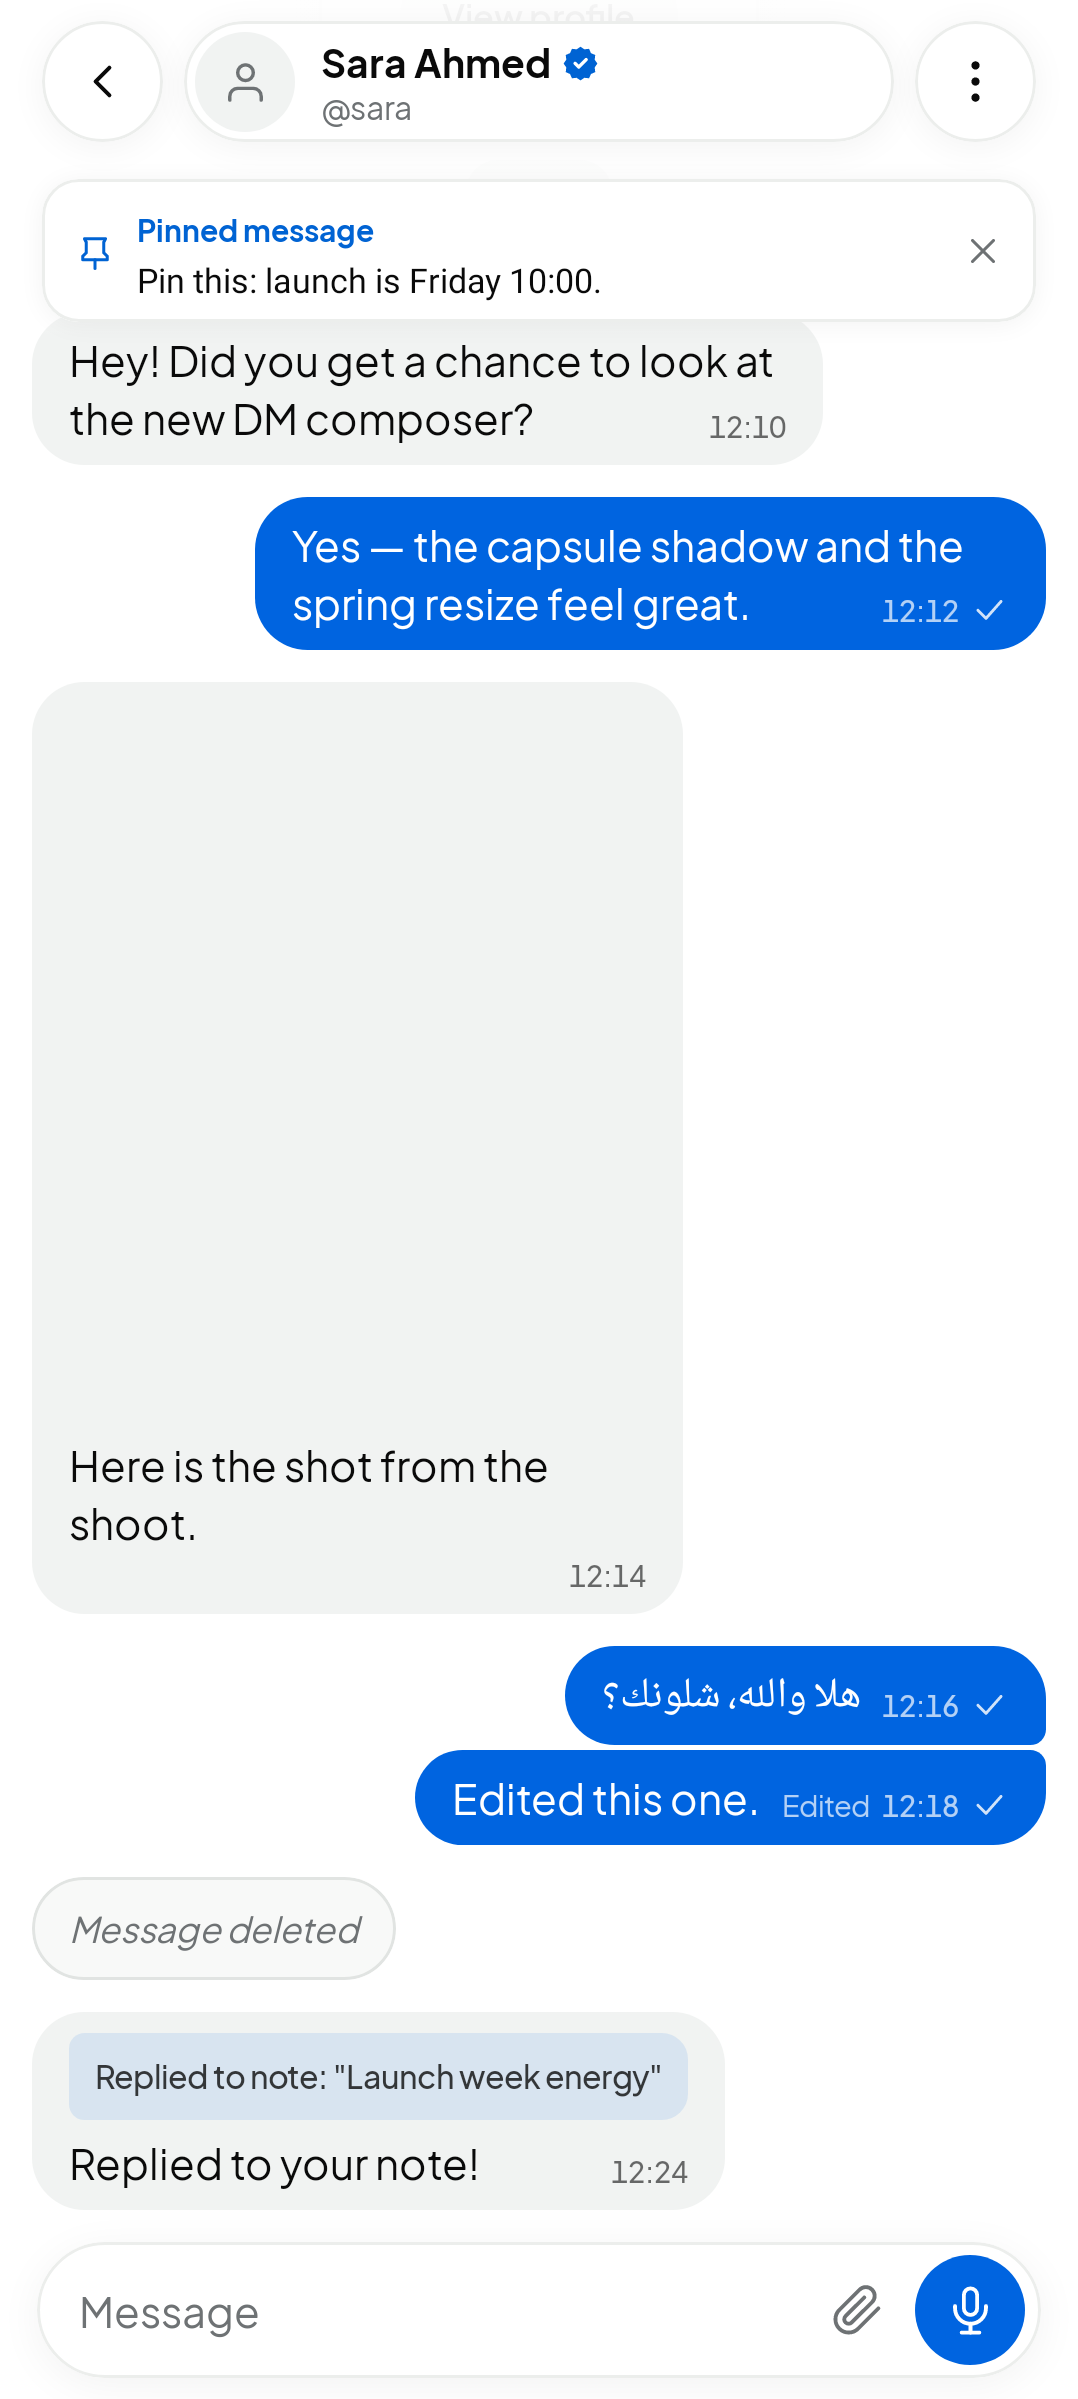 View profile
Sara Ahmed
@sara
Pinned message
Pin this: launch is Friday 10:00.
Hey! Did you get a chance to look at
the new DM composer?
12:10
Yes — the capsule shadow and the
spring resize feel great.
12:12
Here is the shot from the
shoot.
12:14
هلا والله، شلونك؟
12:16
Edited this one.
Edited 12:18
Message deleted
Replied to note: "Launch week energy"
Replied to your note!
12:24
Message